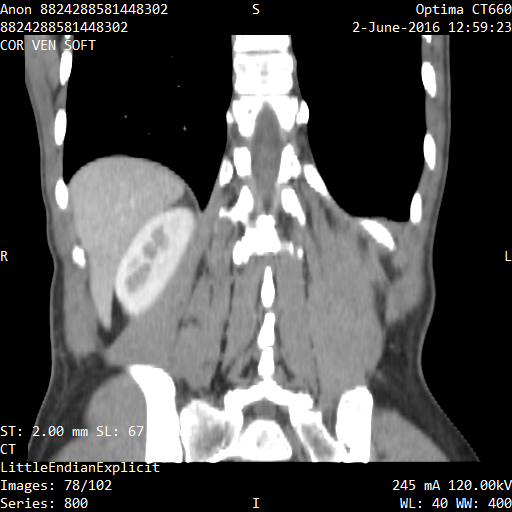 Anon 8824288581448302 S Optima CT660
8824288581448302 2-June-2016 12:59:23
COR VEN SOFT
R L
ST: 2.00 mm SL: 67
CT
LittleEndianExplicit
Images: 78/102 245 mA 120.00kV
Series: 800 I WL: 40 WW: 400